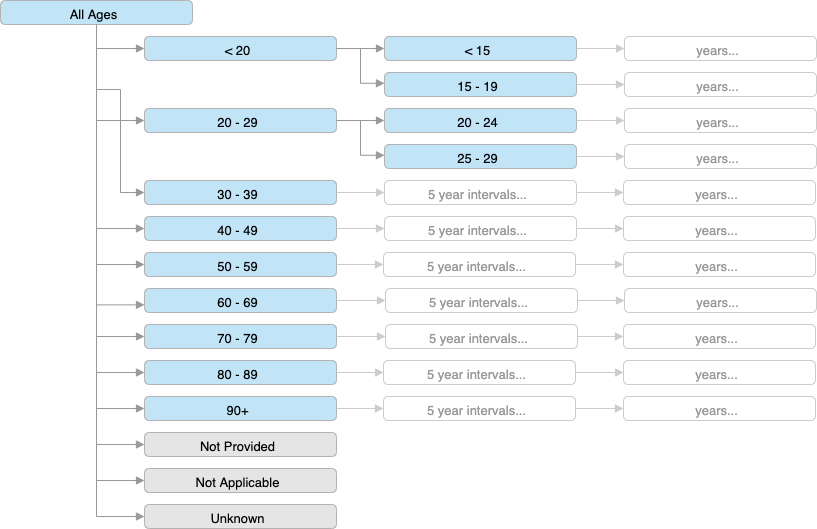 All Ages
< 20
< 15
years...
15 - 19
years...
20 - 29
20 - 24
years...
25 - 29
years...
30 - 39
5 year intervals...
years...
40 - 49
5 year intervals...
years...
50 - 59
5 year intervals...
years...
60 - 69
5 year intervals...
years...
70 - 79
5 year intervals...
years...
80 - 89
5 year intervals...
years...
90+
5 year intervals...
years...
Not Provided
Not Applicable
Unknown